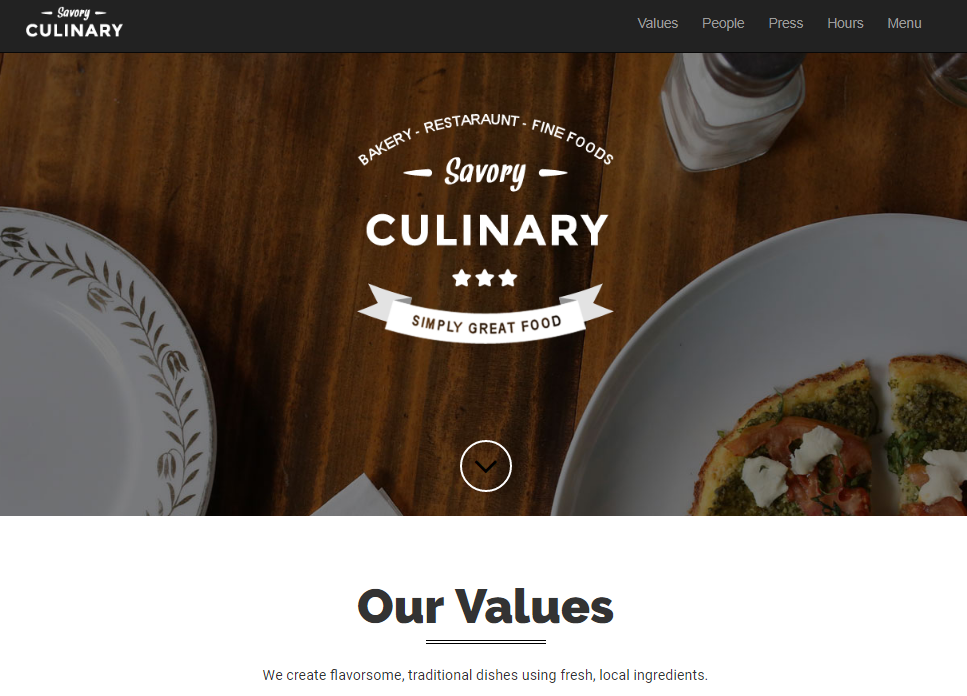 Savory
CULINARY
Values People Press Hours Menu
BAKERY - RESTARAUNT - FINE FOODS
Savory
CULINARY
SIMPLY GREAT FOOD
Our Values
We create flavorsome, traditional dishes using fresh, local ingredients.